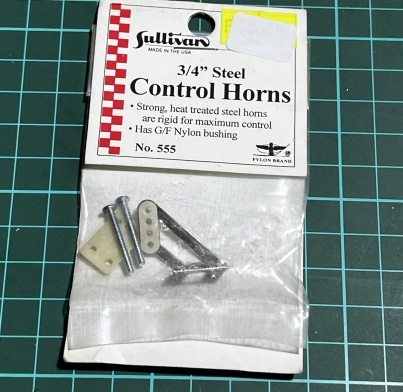 Sullivan
MADE IN THE USA
3/4" Steel
Control Horns
• Strong, heat treated steel horns
are rigid for maximum control
• Has G/F Nylon bushing
No. 555
PYLON BRAND